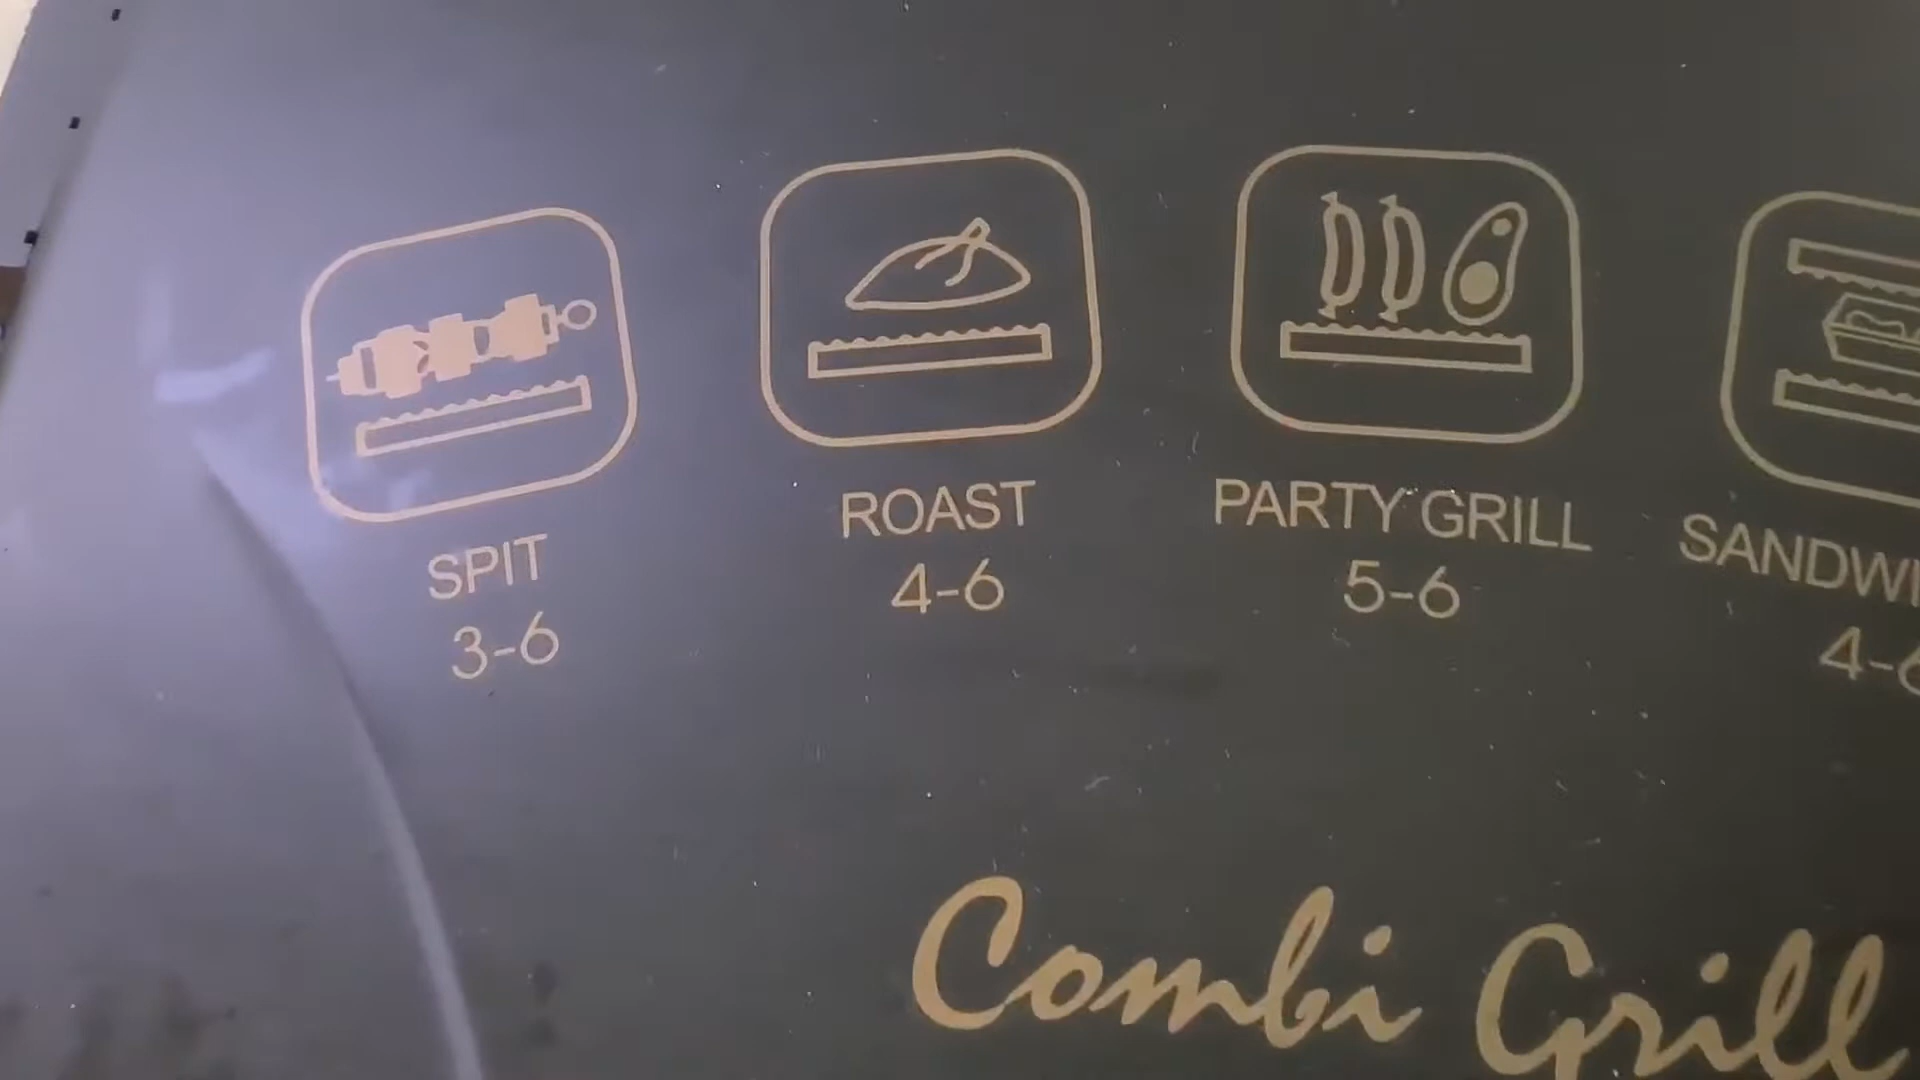 SPIT
3-6
ROAST
4-6
PARTY GRILL
5-6
Combi Grill